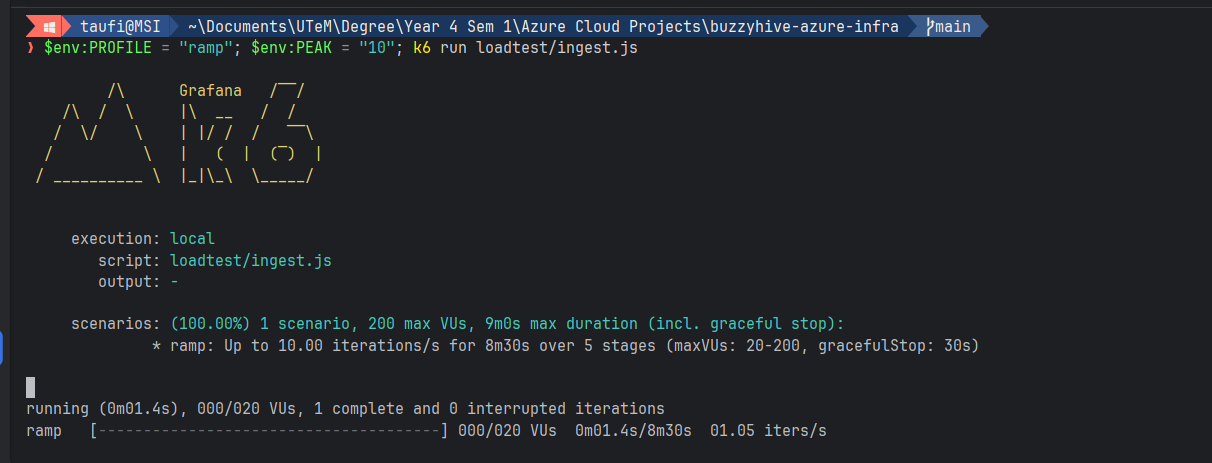 taufi@MSI ~\Documents\UTeM\Degree\Year 4 Sem 1\Azure Cloud Projects\buzzyhive-azure-infra main
❯ $env:PROFILE = "ramp"; $env:PEAK = "10"; k6 run loadtest/ingest.js
         /\      Grafana   /‾‾/
    /\  /  \     |\  __   /  /
   /  \/    \    | |/ /  /   ‾‾\
  /          \   |   (  |  (‾)  |
 / __________ \  |_|\_\  \_____/
execution: local
script: loadtest/ingest.js
output: -
scenarios: (100.00%) 1 scenario, 200 max VUs, 9m0s max duration (incl. graceful stop):
* ramp: Up to 10.00 iterations/s for 8m30s over 5 stages (maxVUs: 20-200, gracefulStop: 30s)
running (0m01.4s), 000/020 VUs, 1 complete and 0 interrupted iterations
ramp   [--------------------------------------] 000/020 VUs  0m01.4s/8m30s  01.05 iters/s